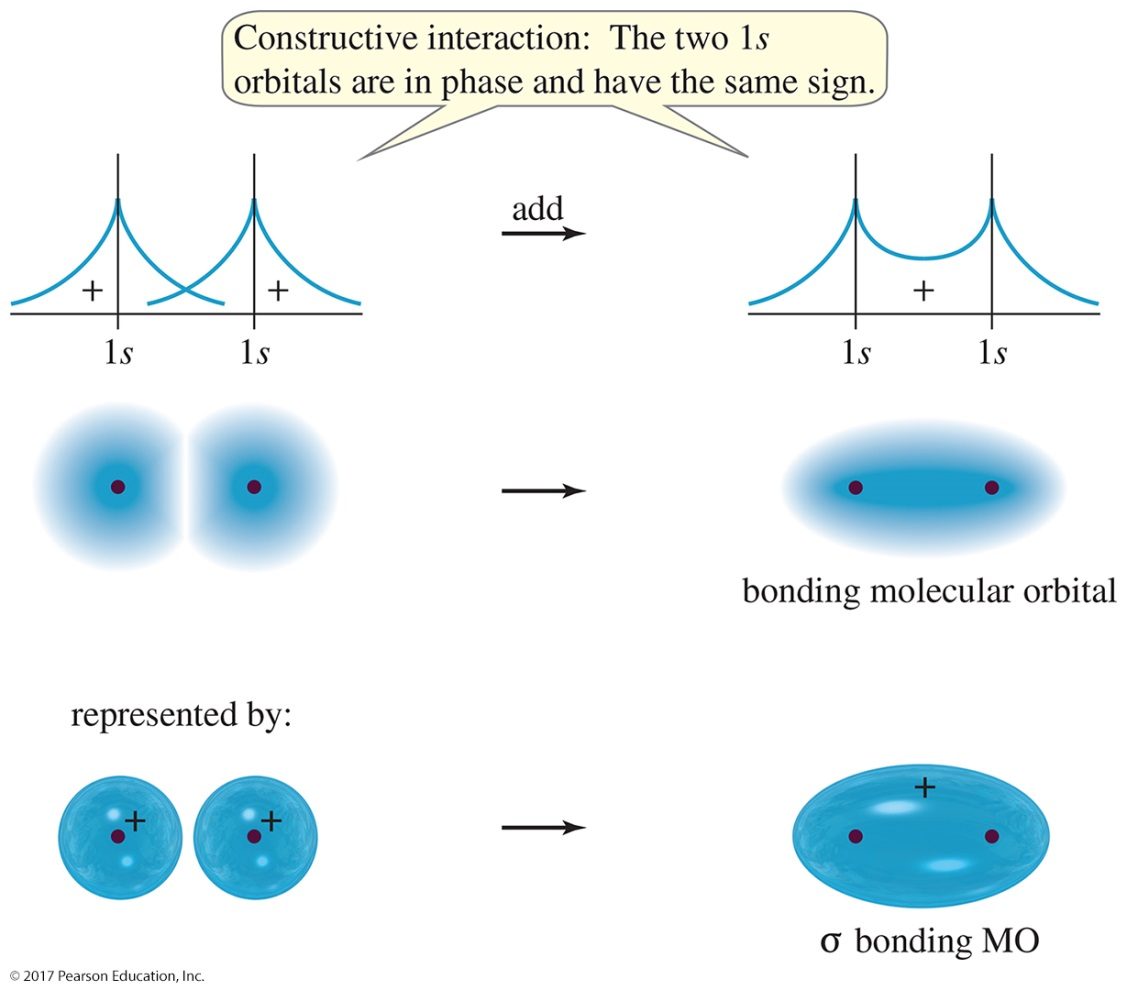 Constructive interaction: The two 1s
orbitals are in phase and have the same sign.
add
+ +
+
1s 1s
1s 1s
bonding molecular orbital
represented by:
+ +
+
σ bonding MO
© 2017 Pearson Education, Inc.